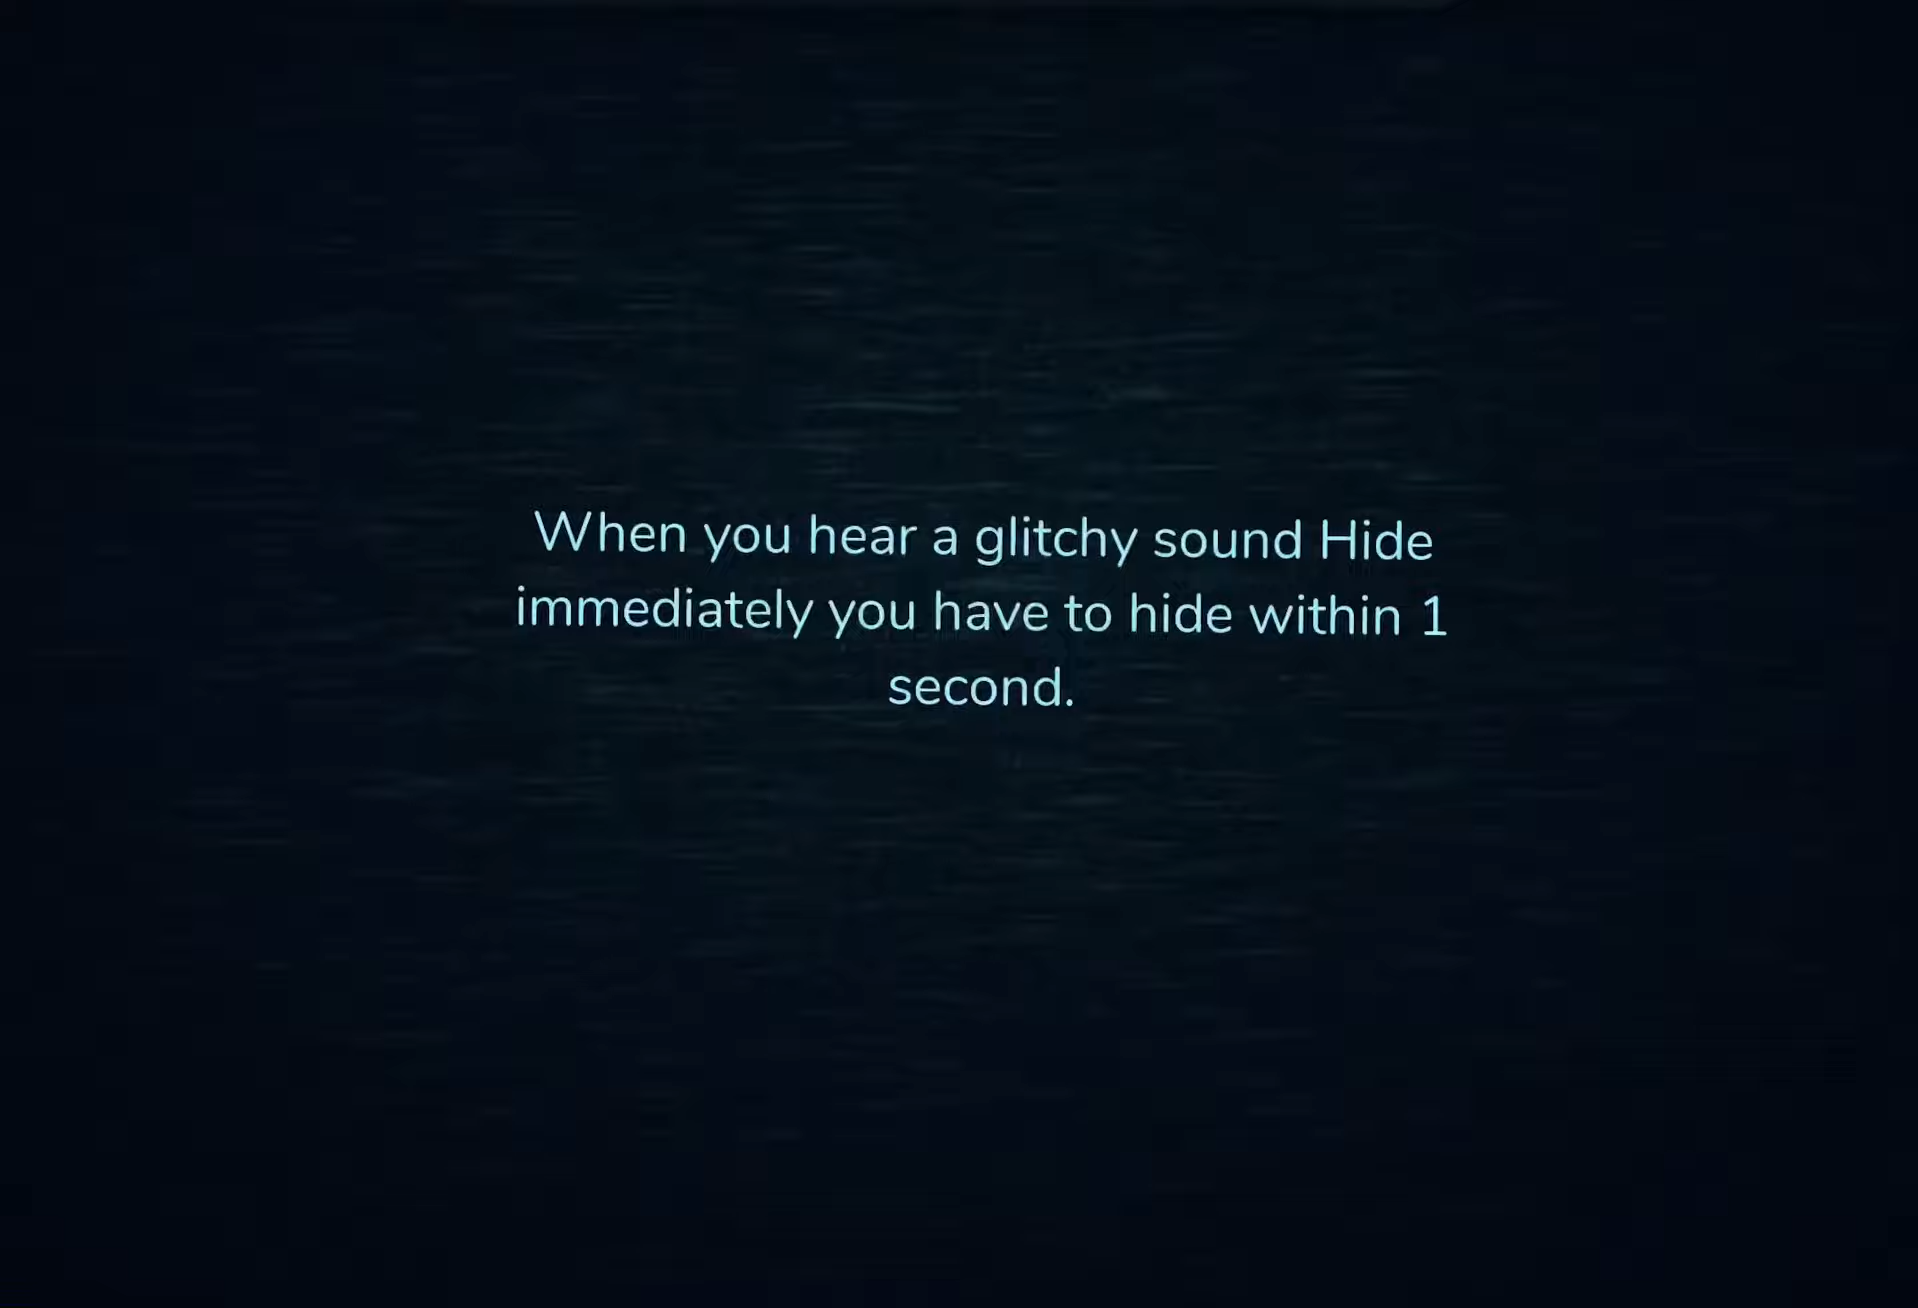 When you hear a glitchy sound Hide
immediately you have to hide within 1
second.